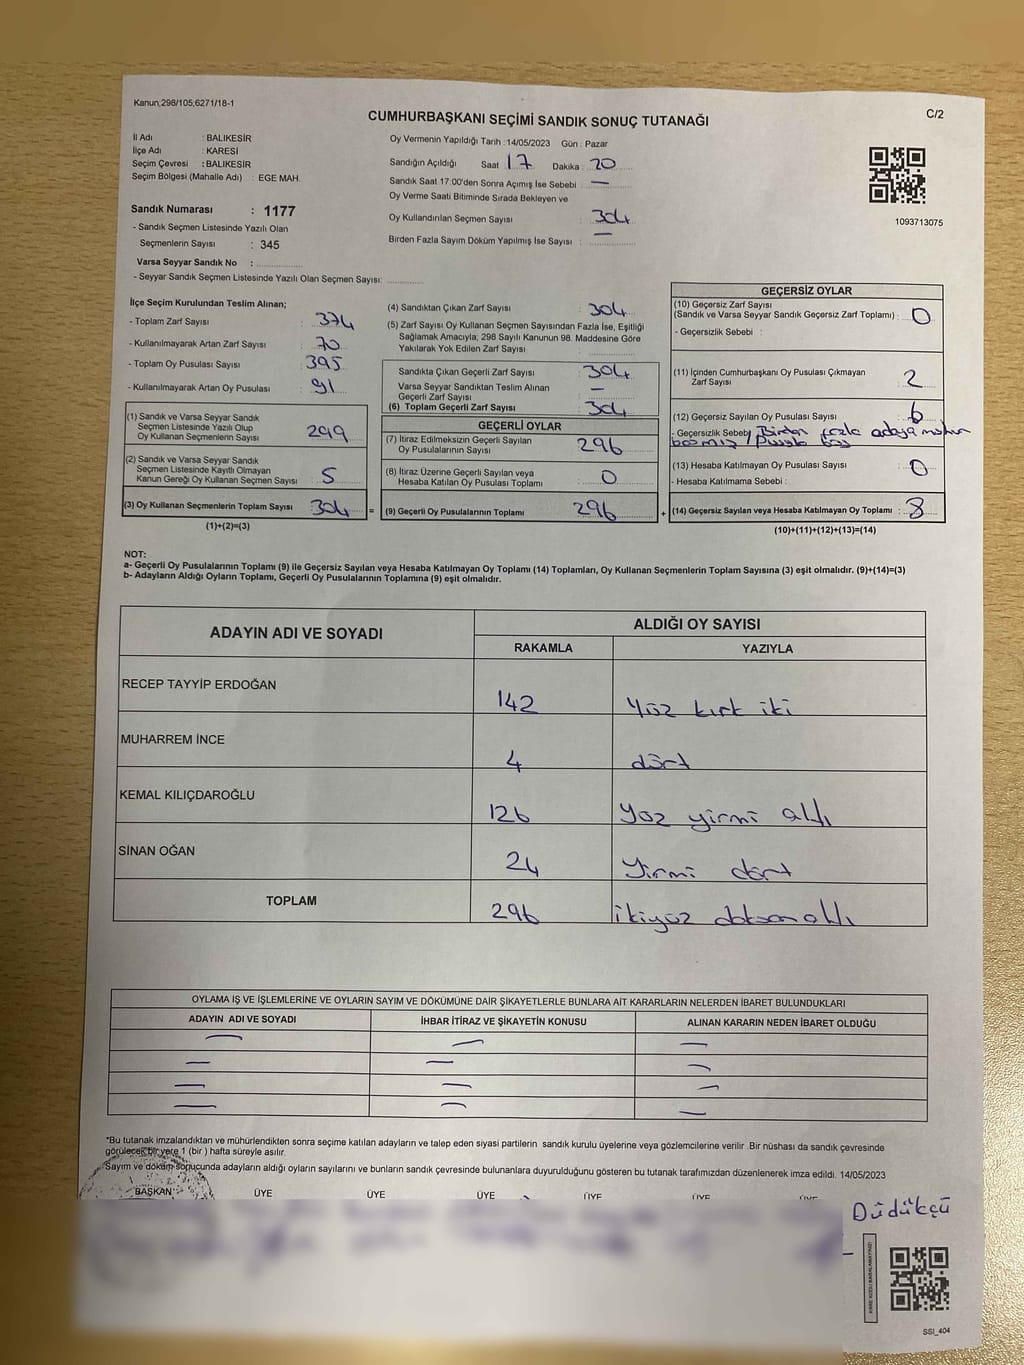 Kanun,298/105,6271/18-1
C/2
CUMHURBAŞKANI SEÇİMİ SANDIK SONUÇ TUTANAĞI
İl Adı : BALIKESİR
İlçe Adı : KARESİ
Seçim Çevresi : BALIKESİR
Seçim Bölgesi (Mahalle Adı) : EGE MAH.
Sandık Numarası : 1177
- Sandık Seçmen Listesinde Yazılı Olan
Seçmenlerin Sayısı : 345
Varsa Seyyar Sandık No :
- Seyyar Sandık Seçmen Listesinde Yazılı Olan Seçmen Sayısı:
Oy Vermenin Yapıldığı Tarih : 14/05/2023 Gün : Pazar
Sandığın Açıldığı Saat 17 Dakika 20
Sandık Saat 17:00'den Sonra Açımış İse Sebebi : —
Oy Verme Saati Bitiminde Sırada Bekleyen ve
Oy Kullandırılan Seçmen Sayısı : 304
Birden Fazla Sayım Döküm Yapılmış İse Sayısı : —
1093713075
İlçe Seçim Kurulundan Teslim Alınan;
- Toplam Zarf Sayısı : 374
- Kullanılmayarak Artan Zarf Sayısı : 70
- Toplam Oy Pusulası Sayısı : 395
- Kullanılmayarak Artan Oy Pusulası : 91
(1) Sandık ve Varsa Seyyar Sandık
Seçmen Listesinde Yazılı Olup
Oy Kullanan Seçmenlerin Sayısı : 299
(2) Sandık ve Varsa Seyyar Sandık
Seçmen Listesinde Kayıtlı Olmayan
Kanun Gereği Oy Kullanan Seçmen Sayısı : 5
(3) Oy Kullanan Seçmenlerin Toplam Sayısı : 304 =
(1)+(2)=(3)
(4) Sandıktan Çıkan Zarf Sayısı : 304
(5) Zarf Sayısı Oy Kullanan Seçmen Sayısından Fazla İse, Eşitliği
Sağlamak Amacıyla; 298 Sayılı Kanunun 98. Maddesine Göre
Yakılarak Yok Edilen Zarf Sayısı :
Sandıkta Çıkan Geçerli Zarf Sayısı : 304
Varsa Seyyar Sandıktan Teslim Alınan
Geçerli Zarf Sayısı : —
(6) Toplam Geçerli Zarf Sayısı : 304
GEÇERLİ OYLAR
(7) İtiraz Edilmeksizin Geçerli Sayılan
Oy Pusulalarının Sayısı : 296
(8) İtiraz Üzerine Geçerli Sayılan veya
Hesaba Katılan Oy Pusulası Toplamı : 0
(9) Geçerli Oy Pusulalarının Toplamı : 296 +
GEÇERSİZ OYLAR
(10) Geçersiz Zarf Sayısı
(Sandık ve Varsa Seyyar Sandık Geçersiz Zarf Toplamı) : 0
- Geçersizlik Sebebi :
(11) İçinden Cumhurbaşkanı Oy Pusulası Çıkmayan
Zarf Sayısı : 2
(12) Geçersiz Sayılan Oy Pusulası Sayısı : 6
- Geçersizlik Sebebi : Birden fazla adaya mühür
basmış / Pusula boş
(13) Hesaba Katılmayan Oy Pusulası Sayısı : 0
- Hesaba Katılmama Sebebi :
(14) Geçersiz Sayılan veya Hesaba Katılmayan Oy Toplamı : 8
(10)+(11)+(12)+(13)=(14)
NOT:
a- Geçerli Oy Pusulalarının Toplamı (9) ile Geçersiz Sayılan veya Hesaba Katılmayan Oy Toplamı (14) Toplamları, Oy Kullanan Seçmenlerin Toplam Sayısına (3) eşit olmalıdır. (9)+(14)=(3)
b- Adayların Aldığı Oyların Toplamı, Geçerli Oy Pusulalarının Toplamına (9) eşit olmalıdır.
ADAYIN ADI VE SOYADI ALDIĞI OY SAYISI
RAKAMLA YAZIYLA
RECEP TAYYİP ERDOĞAN 142 Yüz kırk iki
MUHARREM İNCE 4 dört
KEMAL KILIÇDAROĞLU 126 Yüz yirmi altı
SİNAN OĞAN 24 Yirmi dört
TOPLAM 296 ikiyüz doksan altı
OYLAMA İŞ VE İŞLEMLERİNE VE OYLARIN SAYIM VE DÖKÜMÜNE DAİR ŞİKAYETLERLE BUNLARA AİT KARARLARIN NELERDEN İBARET BULUNDUKLARI
ADAYIN ADI VE SOYADI İHBAR İTİRAZ VE ŞİKAYETİN KONUSU ALINAN KARARIN NEDEN İBARET OLDUĞU
— — —
— — —
— — —
— — —
*Bu tutanak imzalandıktan ve mühürlendikten sonra seçime katılan adayların ve talep eden siyasi partilerin sandık kurulu üyelerine veya gözlemcilerine verilir. Bir nüshası da sandık çevresinde
görülecek bir yere 1 (bir ) hafta süreyle asılır.
Sayım ve döküm sonucunda adayların aldığı oyların sayılarını ve bunların sandık çevresinde bulunanlara duyurulduğunu gösteren bu tutanak tarafımızdan düzenlenerek imza edildi. 14/05/2023
BAŞKAN ÜYE ÜYE ÜYE ÜYE ÜYE ÜYE
Düdükçü
KARE KODU KARALAMAYINIZ!
SSI_404